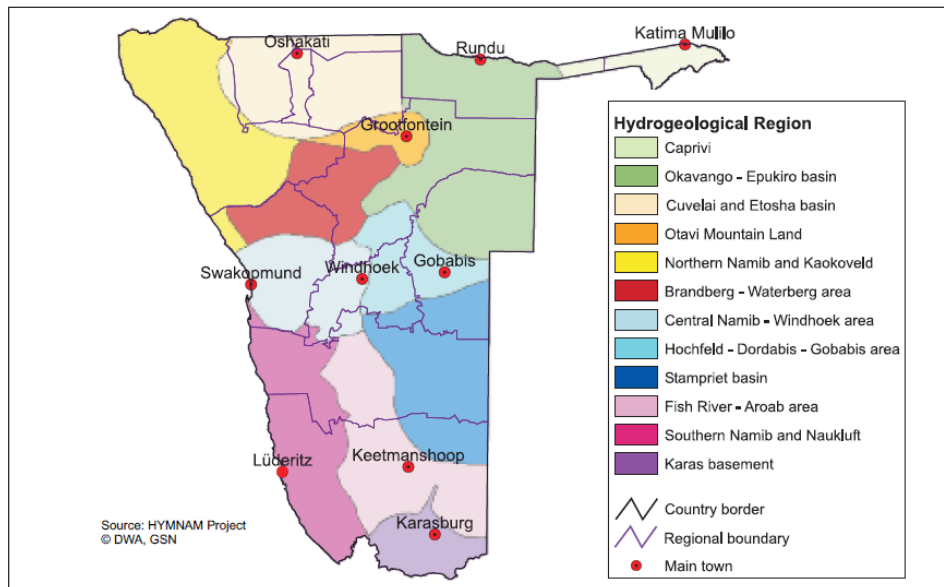 Katima Mulilo
Oshakati
Rundu
Grootfontein
Swakopmund
Windhoek
Gobabis
Lüderitz
Keetmanshoop
Karasburg
Source: HYMNAM Project
© DWA, GSN
Hydrogeological Region
Caprivi
Okavango - Epukiro basin
Cuvelai and Etosha basin
Otavi Mountain Land
Northern Namib and Kaokoveld
Brandberg - Waterberg area
Central Namib - Windhoek area
Hochfeld - Dordabis - Gobabis area
Stampriet basin
Fish River - Aroab area
Southern Namib and Naukluft
Karas basement
Country border
Regional boundary
Main town